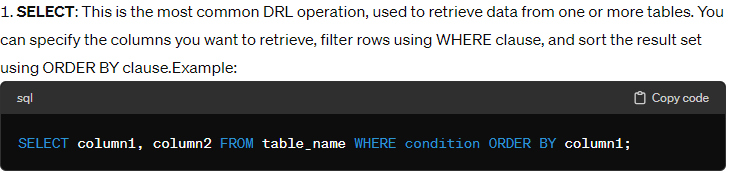 1. SELECT: This is the most common DRL operation, used to retrieve data from one or more tables. You
can specify the columns you want to retrieve, filter rows using WHERE clause, and sort the result set
using ORDER BY clause.Example:
sql Copy code
SELECT column1, column2 FROM table_name WHERE condition ORDER BY column1;